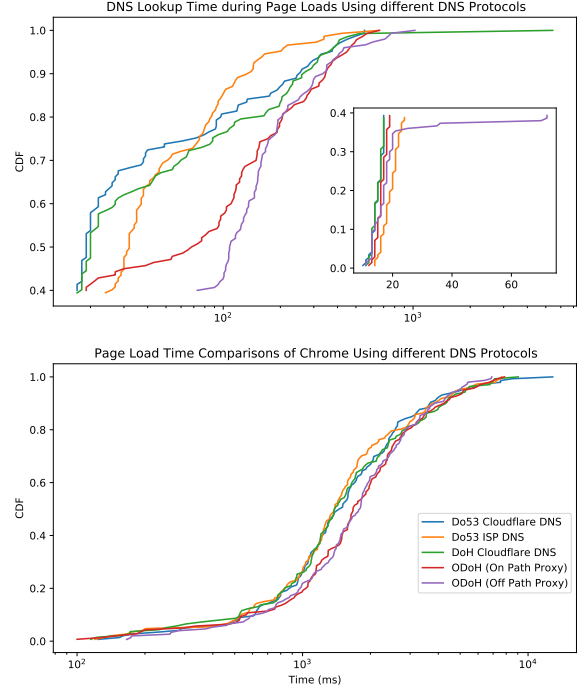 DNS Lookup Time during Page Loads Using different DNS Protocols
CDF
1.0
0.9
0.8
0.7
0.6
0.5
0.4
10²
10³
0.4
0.3
0.2
0.1
0.0
20
40
60
Page Load Time Comparisons of Chrome Using different DNS Protocols
CDF
1.0
0.8
0.6
0.4
0.2
0.0
Do53 Cloudflare DNS
Do53 ISP DNS
DoH Cloudflare DNS
ODoH (On Path Proxy)
ODoH (Off Path Proxy)
10²
10³
10⁴
Time (ms)